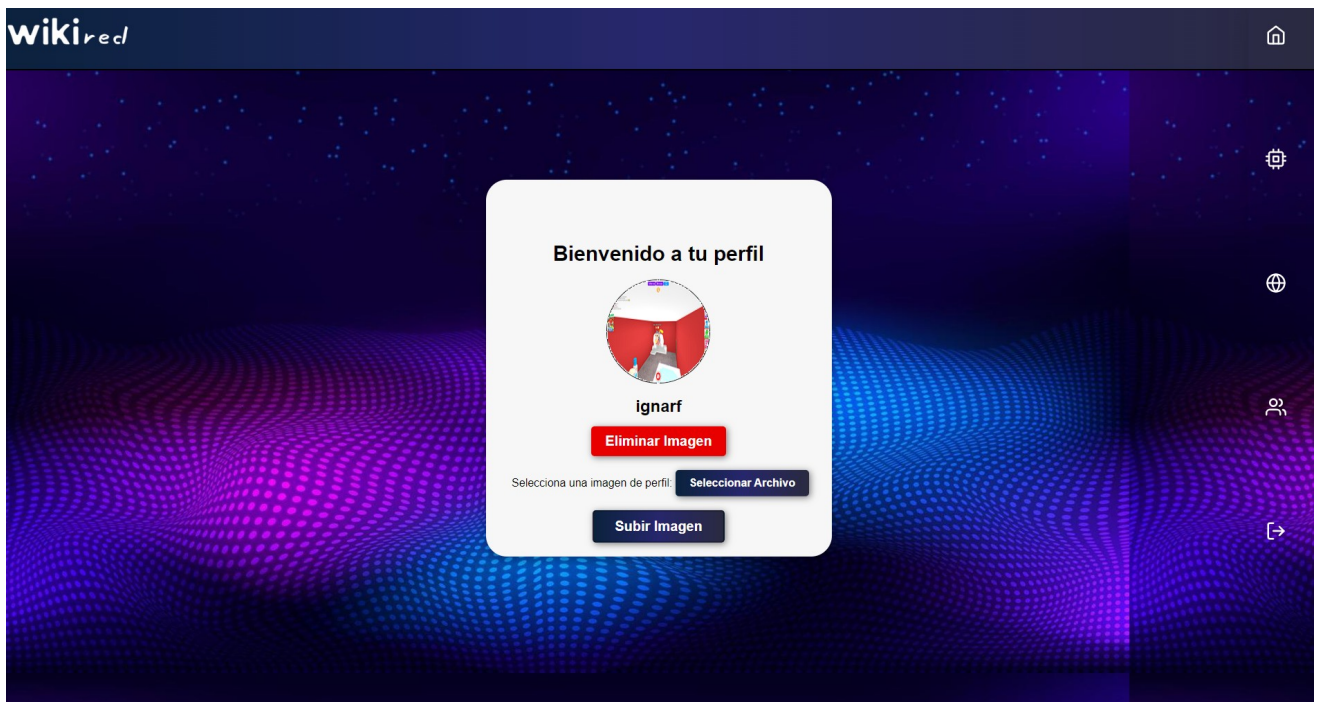 wikired
Bienvenido a tu perfil
ignarf
Eliminar Imagen
Selecciona una imagen de perfil: Seleccionar Archivo
Subir Imagen